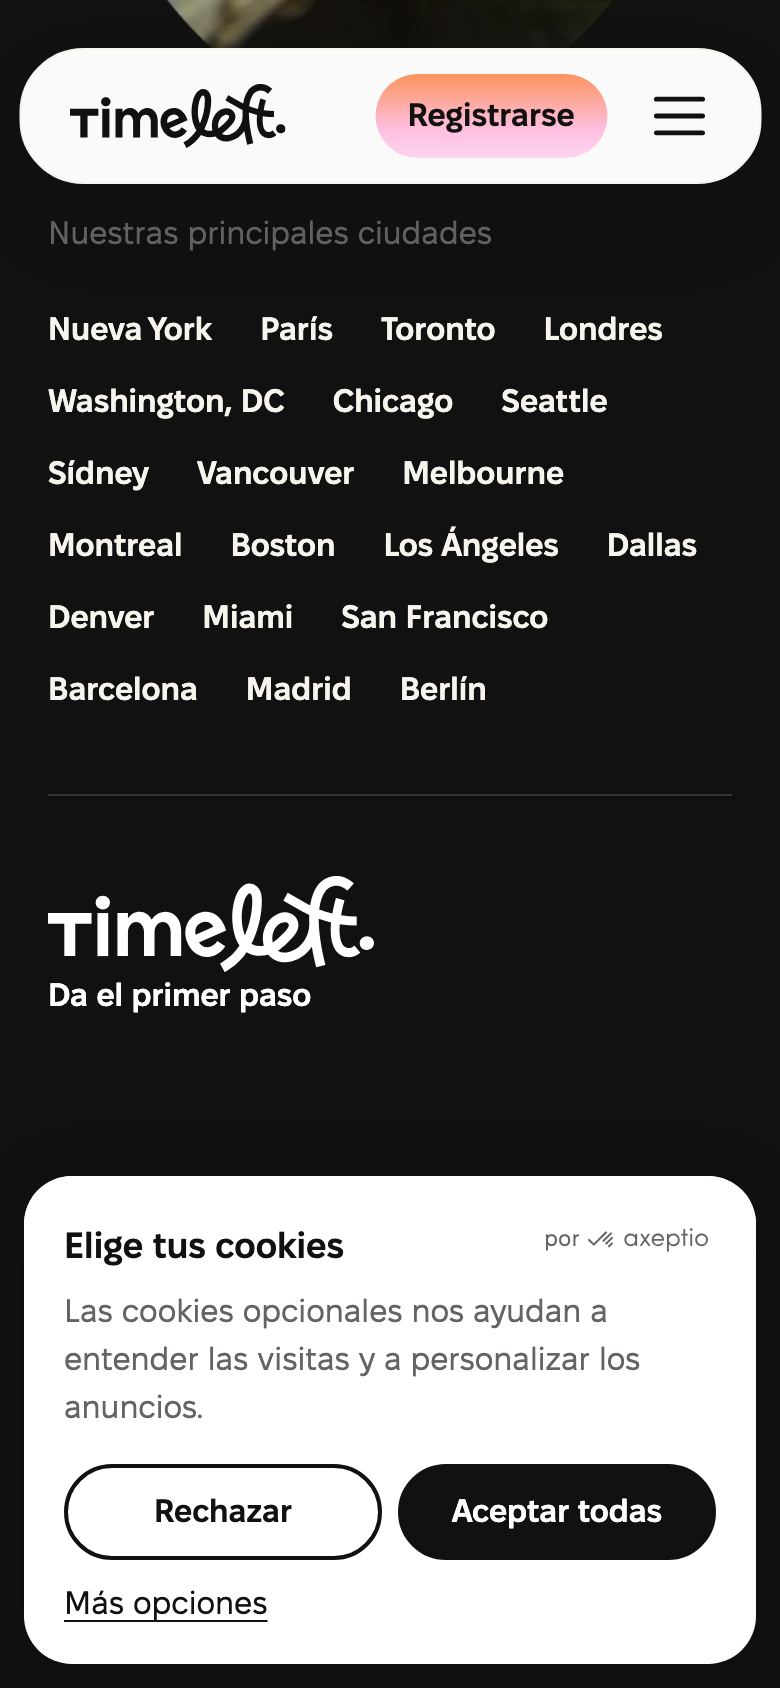 Timeleft.
Registrarse
Nuestras principales ciudades
Nueva York París Toronto Londres
Washington, DC Chicago Seattle
Sídney Vancouver Melbourne
Montreal Boston Los Ángeles Dallas
Denver Miami San Francisco
Barcelona Madrid Berlín
Timeleft.
Da el primer paso
Elige tus cookies
por axeptio
Las cookies opcionales nos ayudan a
entender las visitas y a personalizar los
anuncios.
Rechazar
Aceptar todas
Más opciones